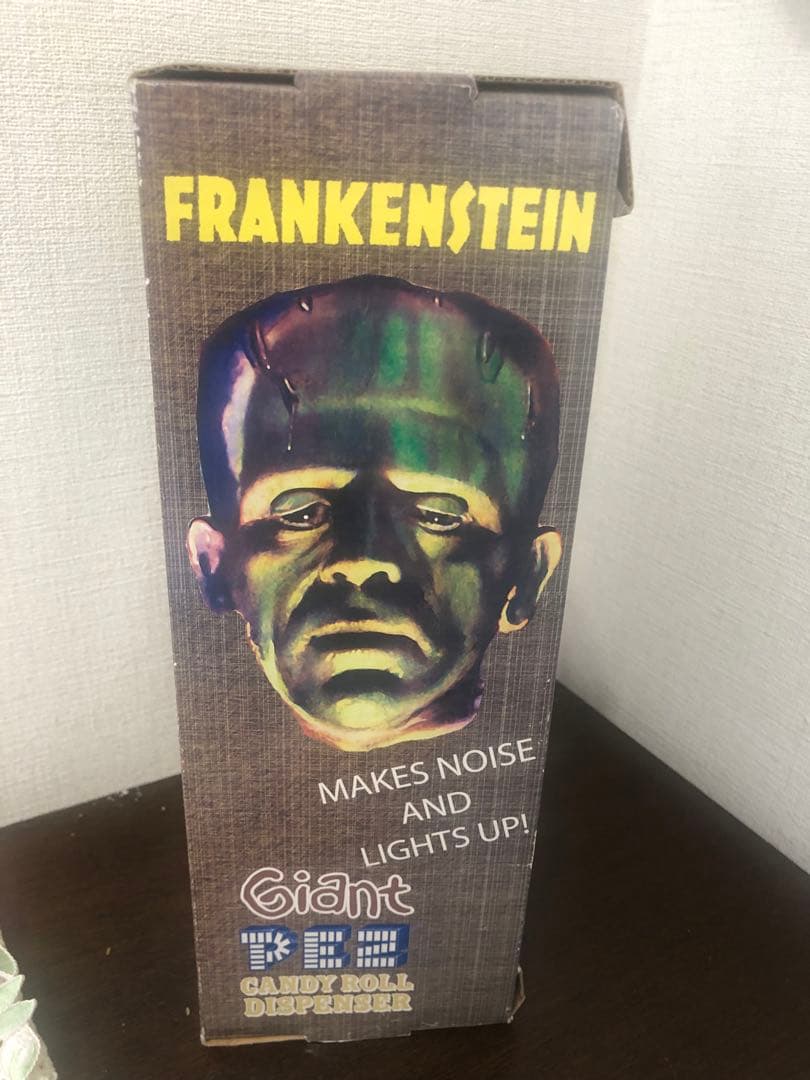 FRANKENSTEIN
MAKES NOISE
AND
LIGHTS UP!
Giant
PEZ
CANDY ROLL
DISPENSER